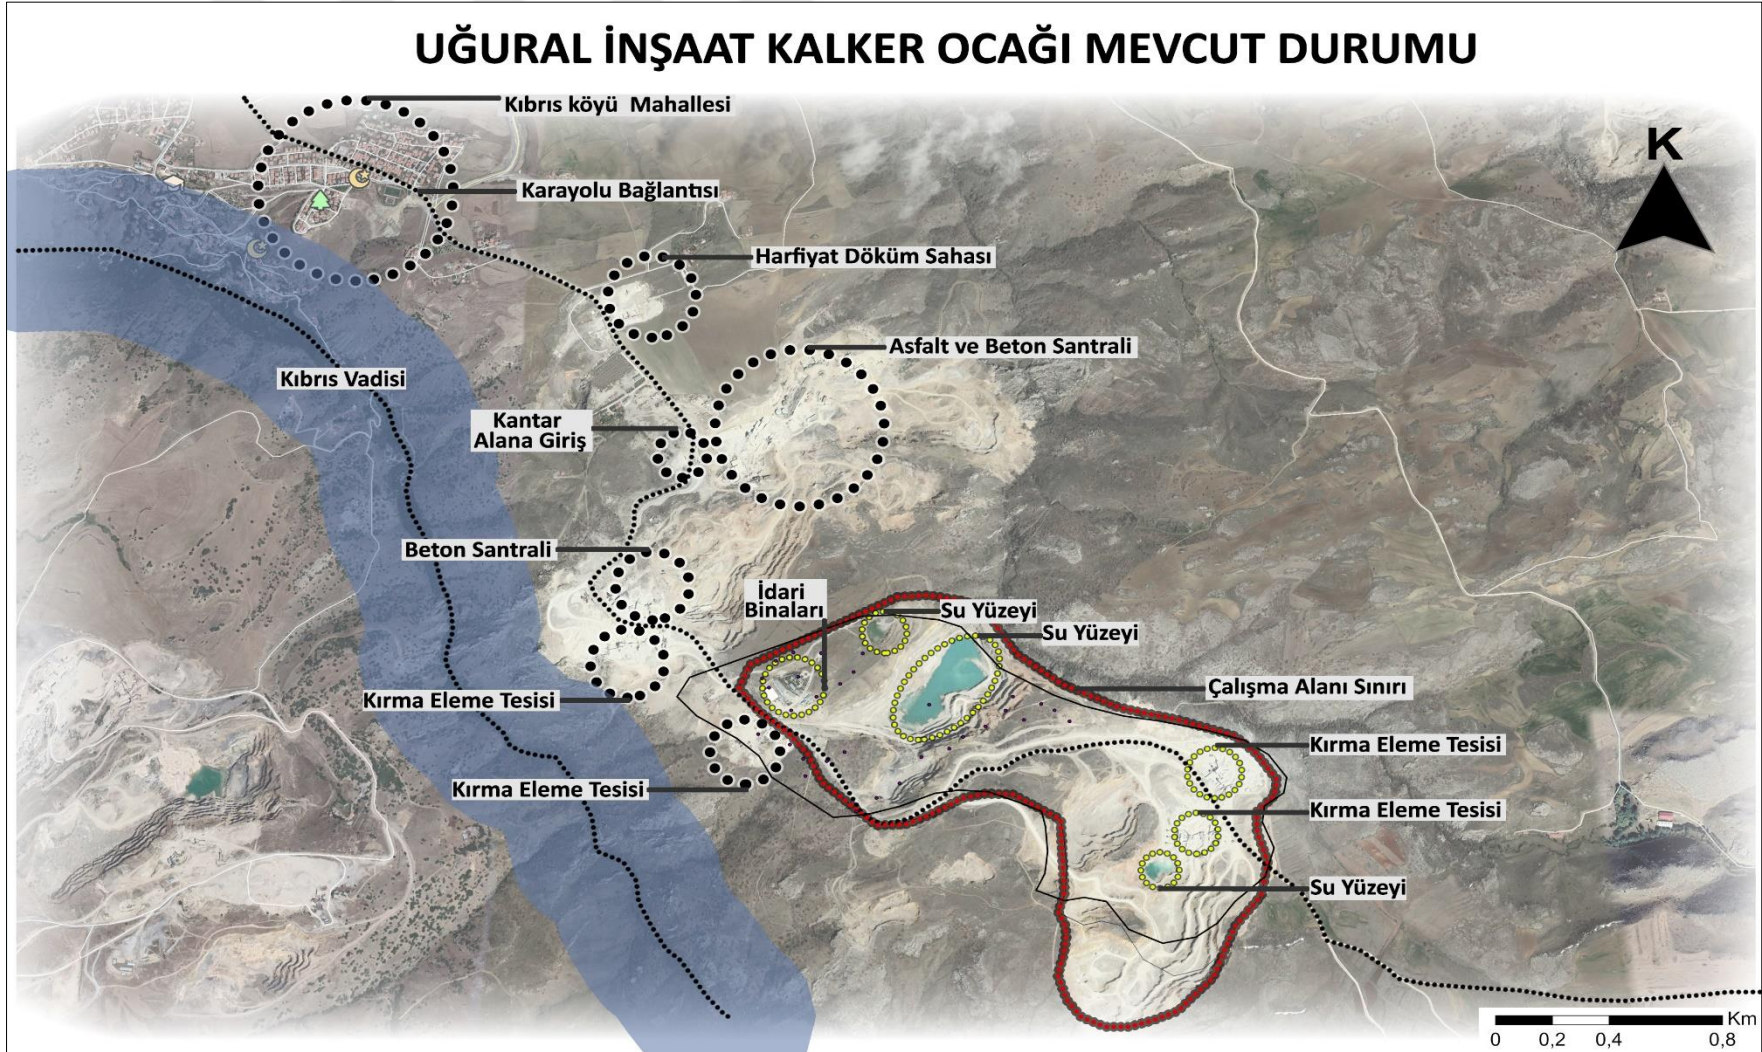 UĞURAL İNŞAAT KALKER OCAĞI MEVCUT DURUMU
Kıbrıs köyü Mahallesi
K
Karayolu Bağlantısı
Harfiyat Döküm Sahası
Asfalt ve Beton Santrali
Kıbrıs Vadisi
Kantar
Alana Giriş
Beton Santrali
İdari
Binaları
Su Yüzeyi
Su Yüzeyi
Çalışma Alanı Sınırı
Kırma Eleme Tesisi
Kırma Eleme Tesisi
Kırma Eleme Tesisi
Kırma Eleme Tesisi
Su Yüzeyi
Km
0 0,2 0,4 0,8